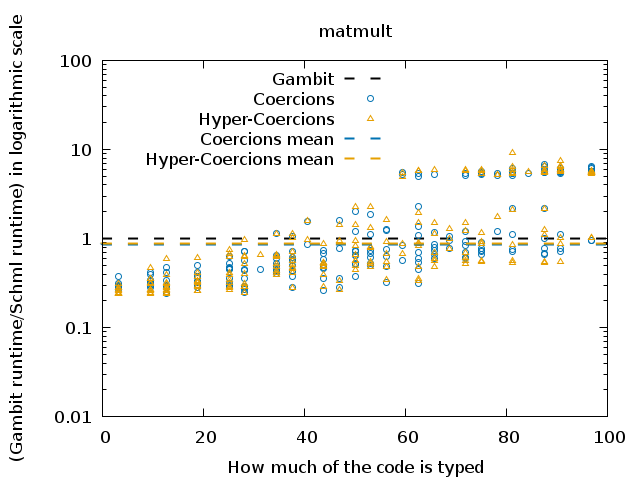 matmult
(Gambit runtime/Schml runtime) in logarithmic scale
100
10
1
0.1
0.01
Gambit
Coercions
Hyper-Coercions
Coercions mean
Hyper-Coercions mean
0 20 40 60 80 100
How much of the code is typed